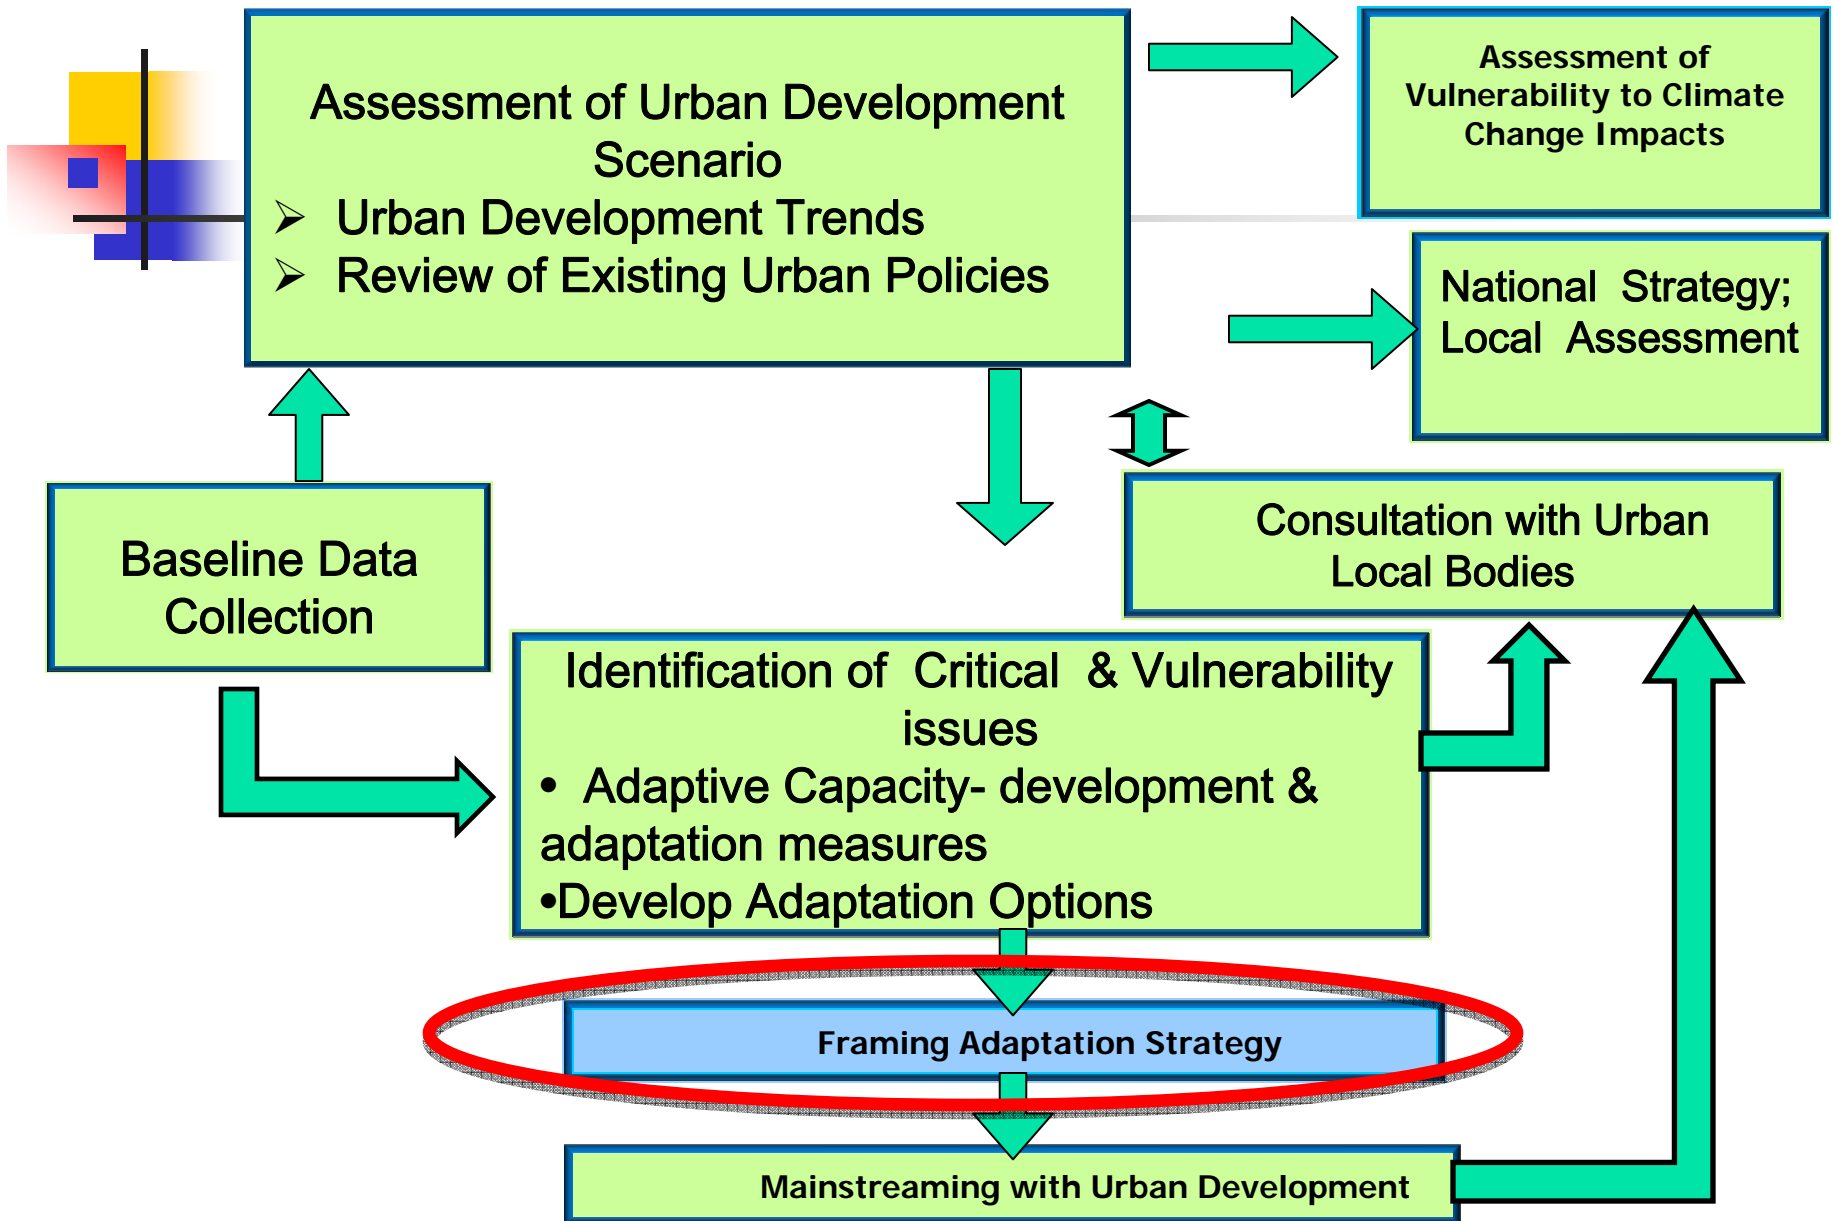 Assessment of Urban Development
Scenario
➢ Urban Development Trends
➢ Review of Existing Urban Policies
Assessment of
Vulnerability to Climate
Change Impacts
National Strategy;
Local Assessment
Baseline Data
Collection
Consultation with Urban
Local Bodies
Identification of Critical & Vulnerability
issues
• Adaptive Capacity- development &
adaptation measures
•Develop Adaptation Options
Framing Adaptation Strategy
Mainstreaming with Urban Development